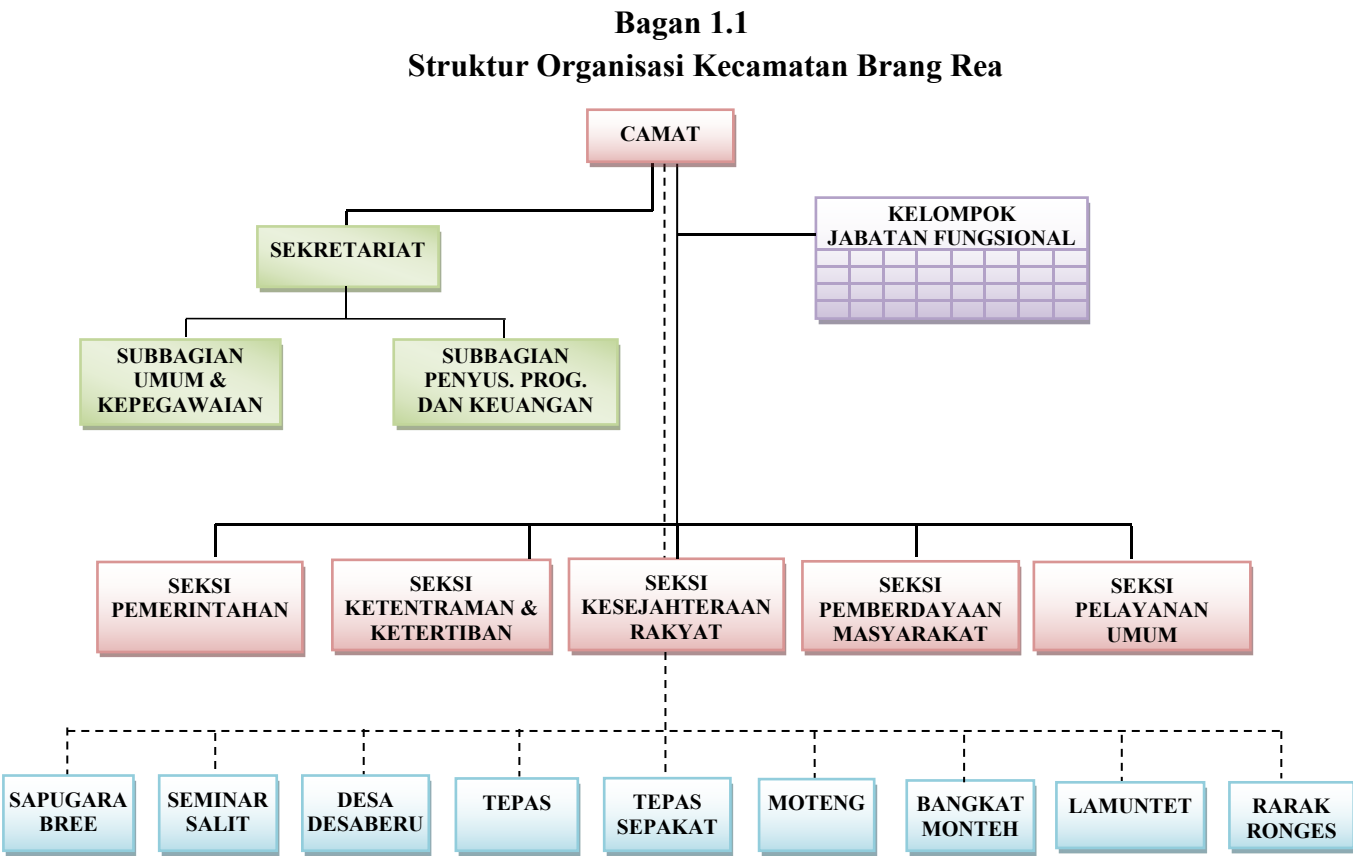 Bagan 1.1
Struktur Organisasi Kecamatan Brang Rea
CAMAT
KELOMPOK
JABATAN FUNGSIONAL
SEKRETARIAT
SUBBAGIAN
UMUM &
KEPEGAWAIAN
SUBBAGIAN
PENYUS. PROG.
DAN KEUANGAN
SEKSI
PEMERINTAHAN
SEKSI
KETENTRAMAN &
KETERTIBAN
SEKSI
KESEJAHTERAAN
RAKYAT
SEKSI
PEMBERDAYAAN
MASYARAKAT
SEKSI
PELAYANAN
UMUM
SAPUGARA
BREE
SEMINAR
SALIT
DESA
DESABERU
TEPAS
TEPAS
SEPAKAT
MOTENG
BANGKAT
MONTEH
LAMUNTET
RARAK
RONGES